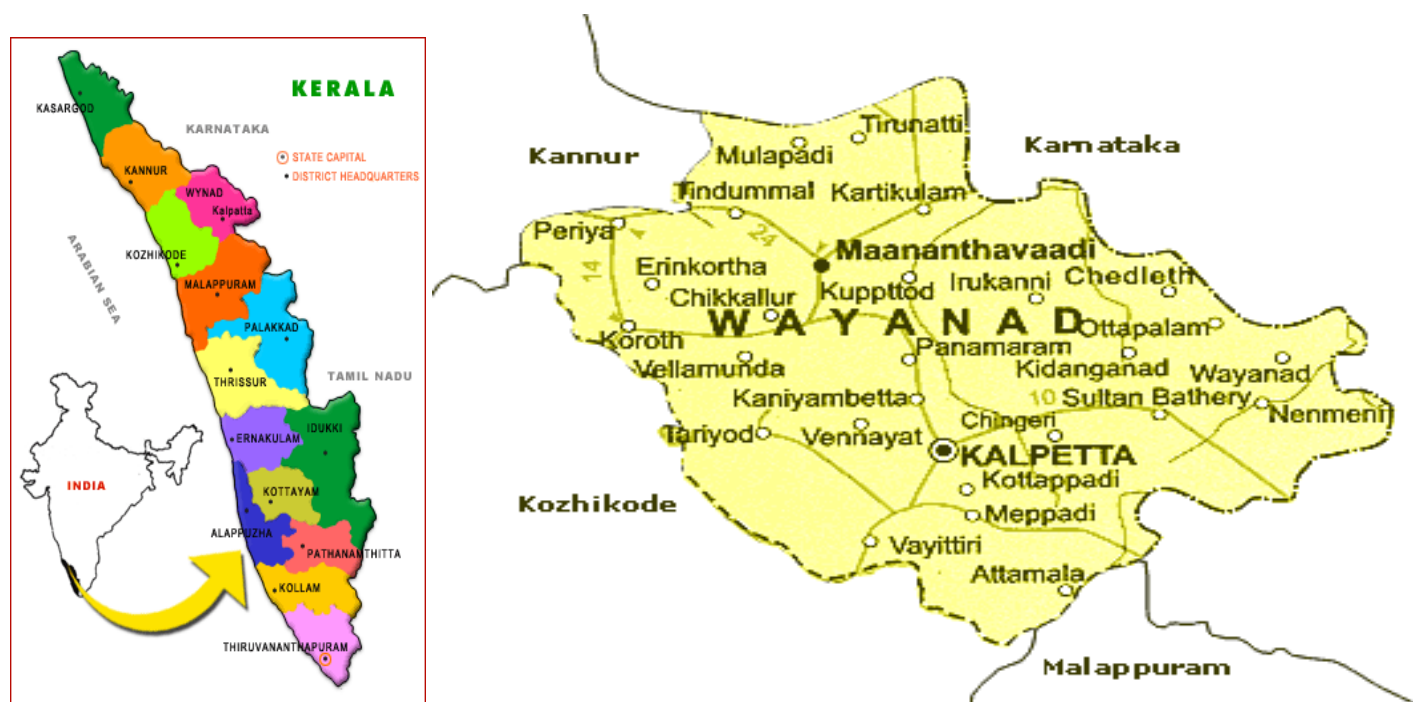 KERALA
KASARGOD
KARNATAKA
STATE CAPITAL
KANNUR
DISTRICT HEADQUARTERS
WYNAD
Kalpatta
ARABIAN SEA
KOZHIKODE
MALAPPURAM
PALAKKAD
TAMIL NADU
THRISSUR
ERNAKULAM
IDUKKI
INDIA
KOTTAYAM
ALAPPUZHA
PATHANAMTHITTA
KOLLAM
THIRUVANANTHAPURAM
Tirunatti
Karnataka
Kannur
Mulapadi
Tindummal
Kartikulam
Periya
4
24
Maananthavaadi
14
Erinkortha
Irukanni
Chedleth
Chikkallur
Kuppttod
WAYANAD
Ottapalam
Koroth
Panamaram
Vellamunda
Kidanganad
Wayanad
Kaniyambetta
10
Sultan Bathery
Chingeri
Nenmeni
Tariyod
Vennayat
KALPETTA
Kottappadi
Kozhikode
Meppadi
Vayittiri
Attamala
Malappuram